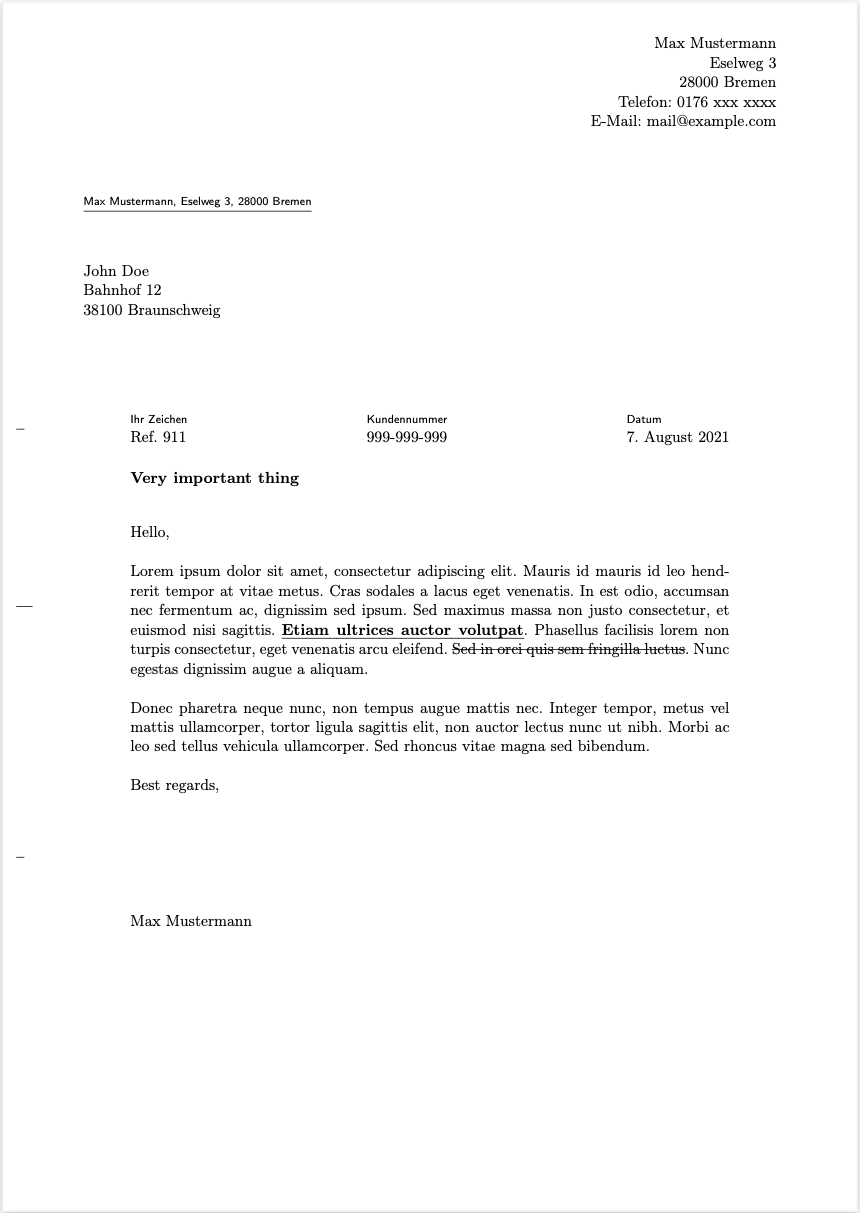 Max Mustermann
Eselweg 3
28000 Bremen
Telefon: 0176 xxx xxxx
E-Mail: mail@example.com
Max Mustermann, Eselweg 3, 28000 Bremen
John Doe
Bahnhof 12
38100 Braunschweig
Ihr Zeichen Kundennummer Datum
Ref. 911 999-999-999 7. August 2021
Very important thing
Hello,
Lorem ipsum dolor sit amet, consectetur adipiscing elit. Mauris id mauris id leo hend-
rerit tempor at vitae metus. Cras sodales a lacus eget venenatis. In est odio, accumsan
nec fermentum ac, dignissim sed ipsum. Sed maximus massa non justo consectetur, et
euismod nisi sagittis. Etiam ultrices auctor volutpat. Phasellus facilisis lorem non
turpis consectetur, eget venenatis arcu eleifend. Sed in orci quis sem fringilla luctus. Nunc
egestas dignissim augue a aliquam.
Donec pharetra neque nunc, non tempus augue mattis nec. Integer tempor, metus vel
mattis ullamcorper, tortor ligula sagittis elit, non auctor lectus nunc ut nibh. Morbi ac
leo sed tellus vehicula ullamcorper. Sed rhoncus vitae magna sed bibendum.
Best regards,
Max Mustermann